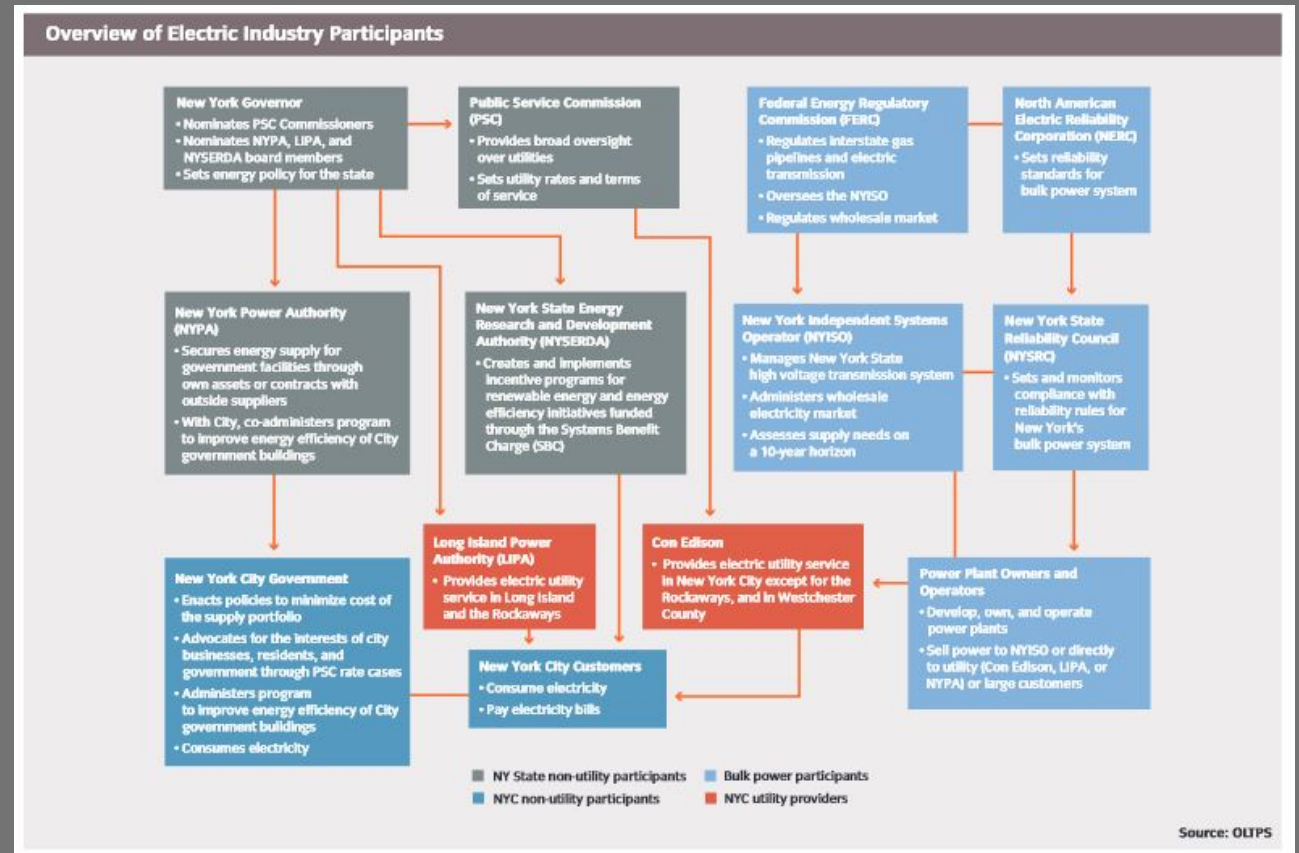 Overview of Electric Industry Participants
New York Governor
• Nominates PSC Commissioners
• Nominates NYPA, LIPA, and
NYSERDA board members
• Sets energy policy for the state
Public Service Commission
(PSC)
• Provides broad oversight
over utilities
• Sets utility rates and terms
of service
Federal Energy Regulatory
Commission (FERC)
• Regulates interstate gas
pipelines and electric
transmission
• Oversees the NYISO
• Regulates wholesale market
North American
Electric Reliability
Corporation (NERC)
• Sets reliability
standards for
bulk power system
New York Power Authority
(NYPA)
• Secures energy supply for
government facilities through
own assets or contracts with
outside suppliers
• With City, co-administers program
to improve energy efficiency of City
government buildings
New York State Energy
Research and Development
Authority (NYSERDA)
• Creates and implements
incentive programs for
renewable energy and energy
efficiency initiatives funded
through the Systems Benefit
Charge (SBC)
New York Independent Systems
Operator (NYISO)
• Manages New York State
high voltage transmission system
• Administers wholesale
electricity market
• Assesses supply needs on
a 10-year horizon
New York State
Reliability Council
(NYSRC)
• Sets and monitors
compliance with
reliability rules for
New York's
bulk power system
New York City Government
• Enacts policies to minimize cost of
the supply portfolio
• Advocates for the interests of city
businesses, residents, and
government through PSC rate cases
• Administers program
to improve energy efficiency of City
government buildings
• Consumes electricity
Long Island Power
Authority (LIPA)
• Provides electric utility
service in Long Island
and the Rockaways
Con Edison
• Provides electric utility service
in New York City except for the
Rockaways, and in Westchester
County
Power Plant Owners and
Operators
• Develop, own, and operate
power plants
• Sell power to NYISO or directly
to utility (Con Edison, LIPA, or
NYPA) or large customers
New York City Customers
• Consume electricity
• Pay electricity bills
NY State non-utility participants
Bulk power participants
NYC non-utility participants
NYC utility providers
Source: OLTPS